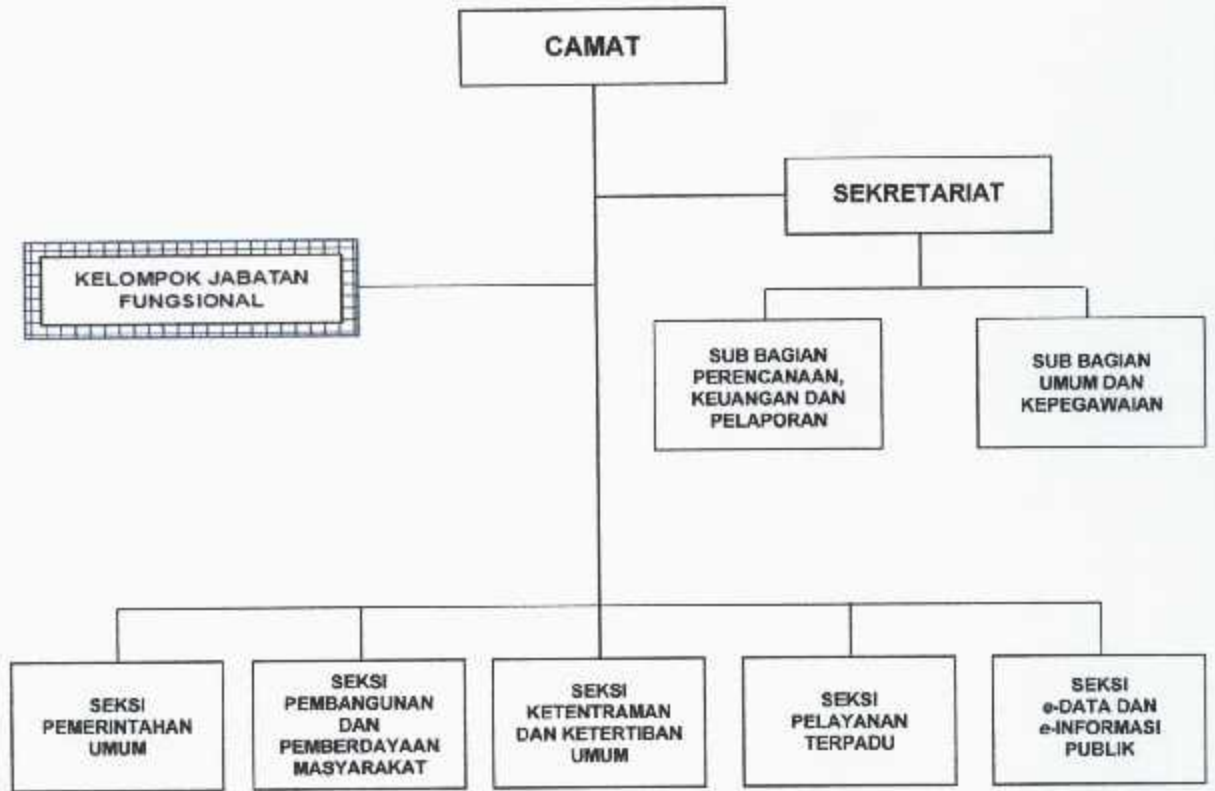 CAMAT
SEKRETARIAT
KELOMPOK JABATAN
FUNGSIONAL
SUB BAGIAN
PERENCANAAN,
KEUANGAN DAN
PELAPORAN
SUB BAGIAN
UMUM DAN
KEPEGAWAIAN
SEKSI
PEMERINTAHAN
UMUM
SEKSI
PEMBANGUNAN
DAN
PEMBERDAYAAN
MASYARAKAT
SEKSI
KETENTRAMAN
DAN KETERTIBAN
UMUM
SEKSI
PELAYANAN
TERPADU
SEKSI
e-DATA DAN
e-INFORMASI
PUBLIK